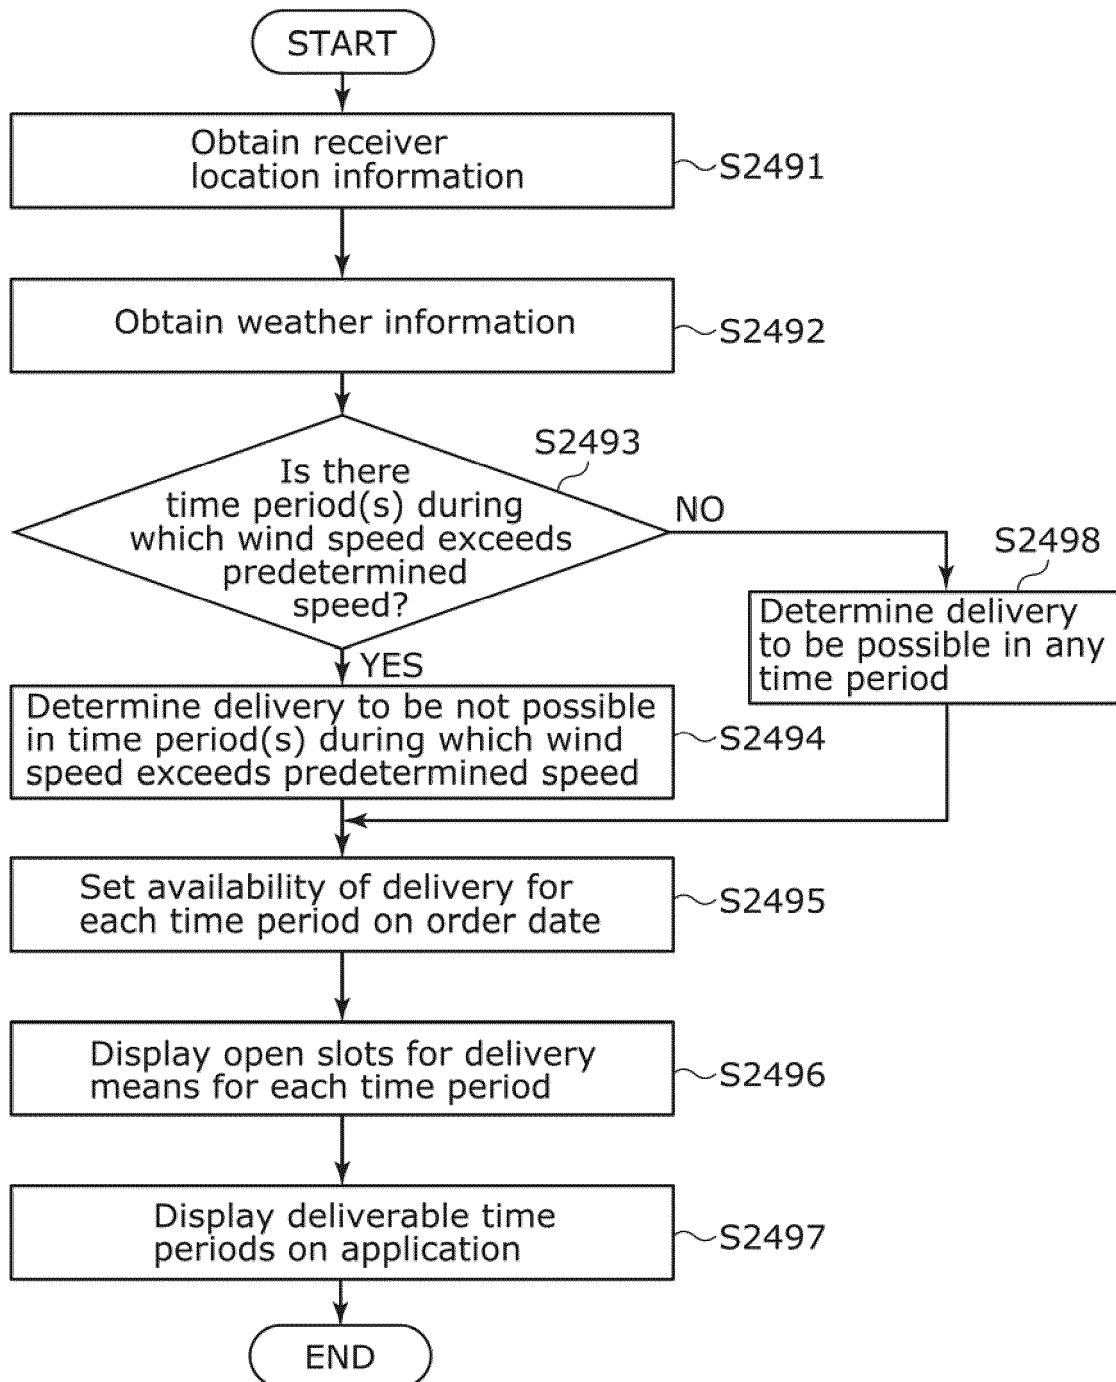 START
Obtain receiver
location information
S2491
Obtain weather information
S2492
S2493
Is there
time period(s) during
which wind speed exceeds
predetermined
speed?
NO
S2498
Determine delivery
to be possible in any
time period
YES
Determine delivery to be not possible
in time period(s) during which wind
speed exceeds predetermined speed
S2494
Set availability of delivery for
each time period on order date
S2495
Display open slots for delivery
means for each time period
S2496
Display deliverable time
periods on application
S2497
END